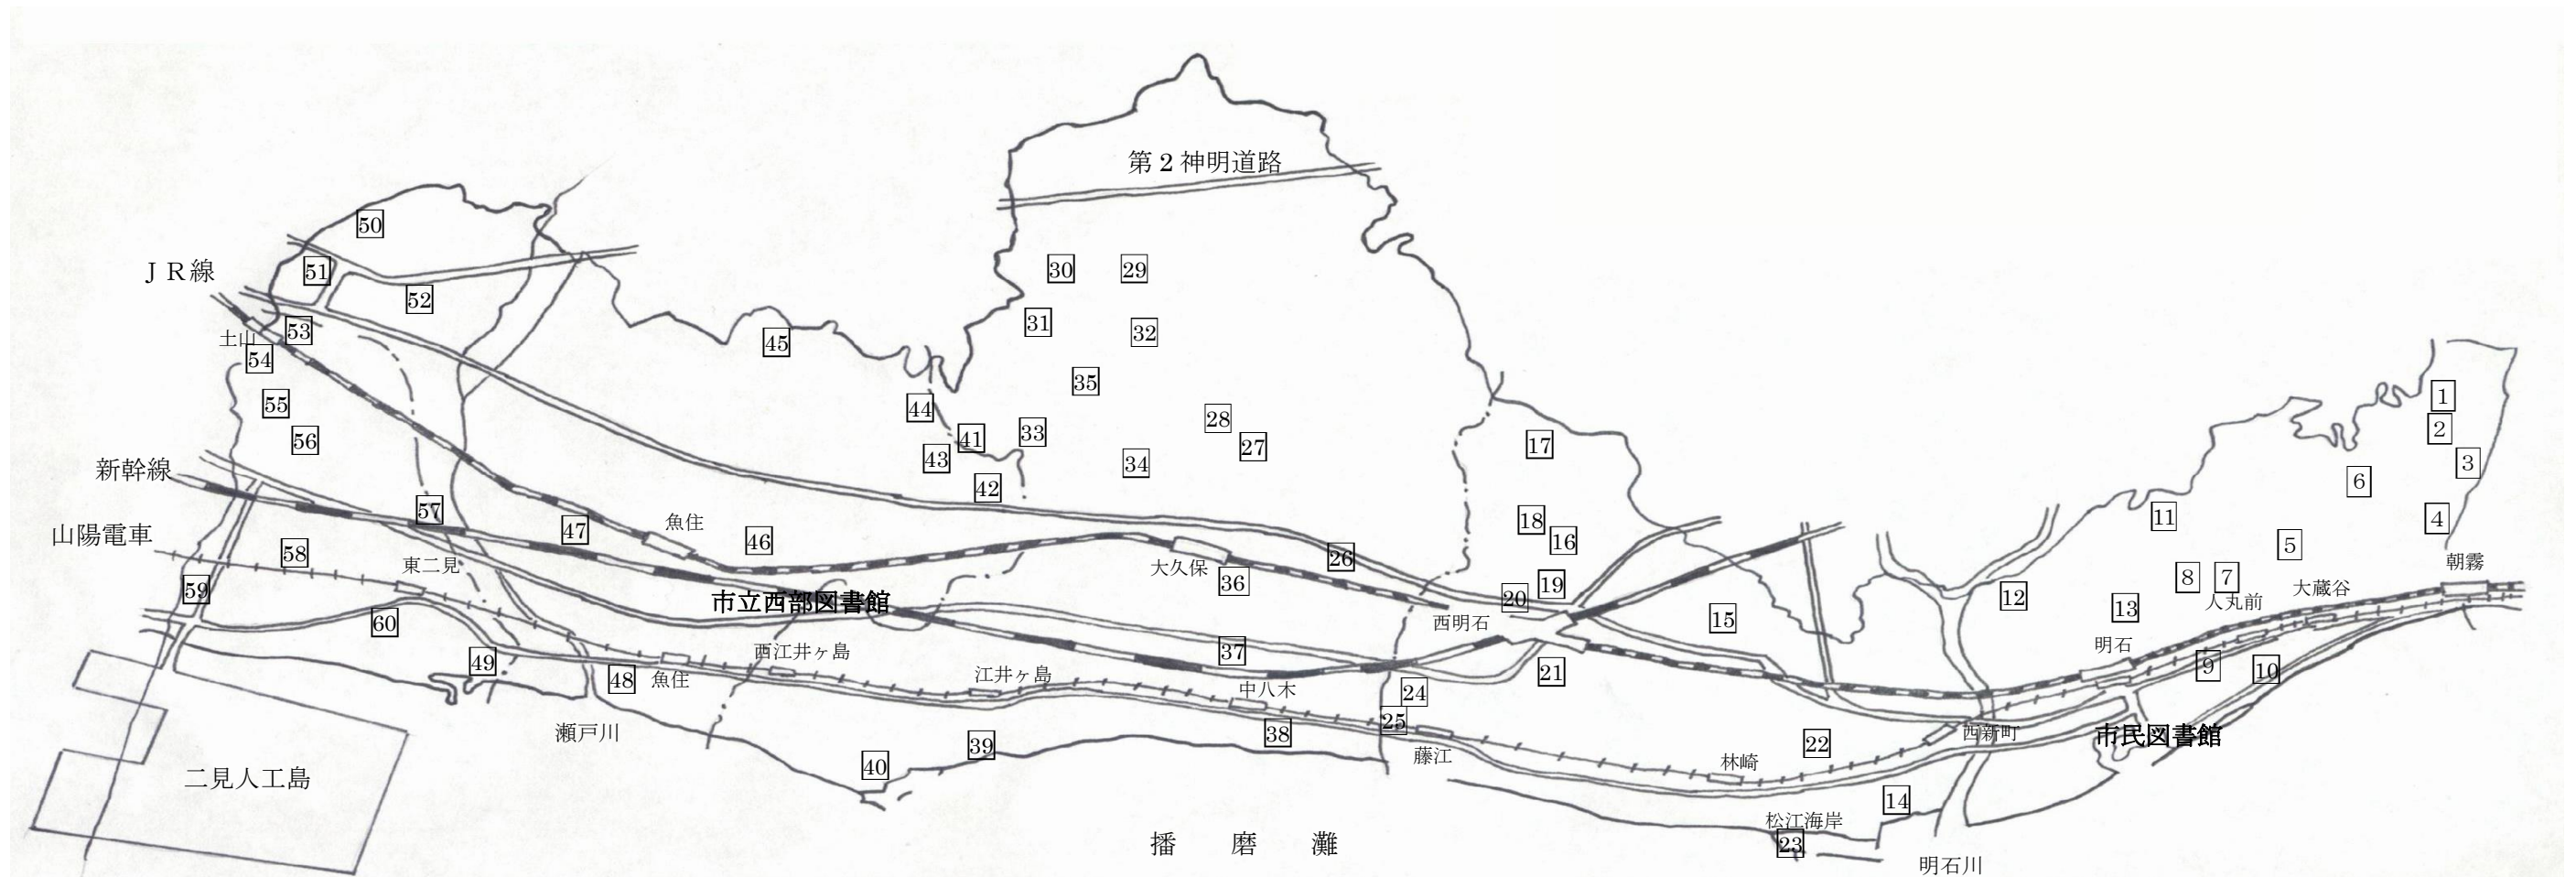 第2神明道路
50
ＪＲ線
51
30
29
52
31
32
53
土山
45
54
35
1
55
44
28
2
56
41
33
27
17
43
34
3
新幹線
42
6
57
18
11
4
47
魚住
46
16
5
山陽電車
58
東二見
大久保
26
朝霧
59
36
19
8
7
大蔵谷
市立西部図書館
20
12
人丸前
60
西明石
15
13
49
西江井ヶ島
37
明石
48
魚住
江井ヶ島
中八木
21
9
10
24
瀬戸川
25
38
西新町
市民図書館
40
39
藤江
22
林崎
二見人工島
14
松江海岸
播磨灘
23
明石川